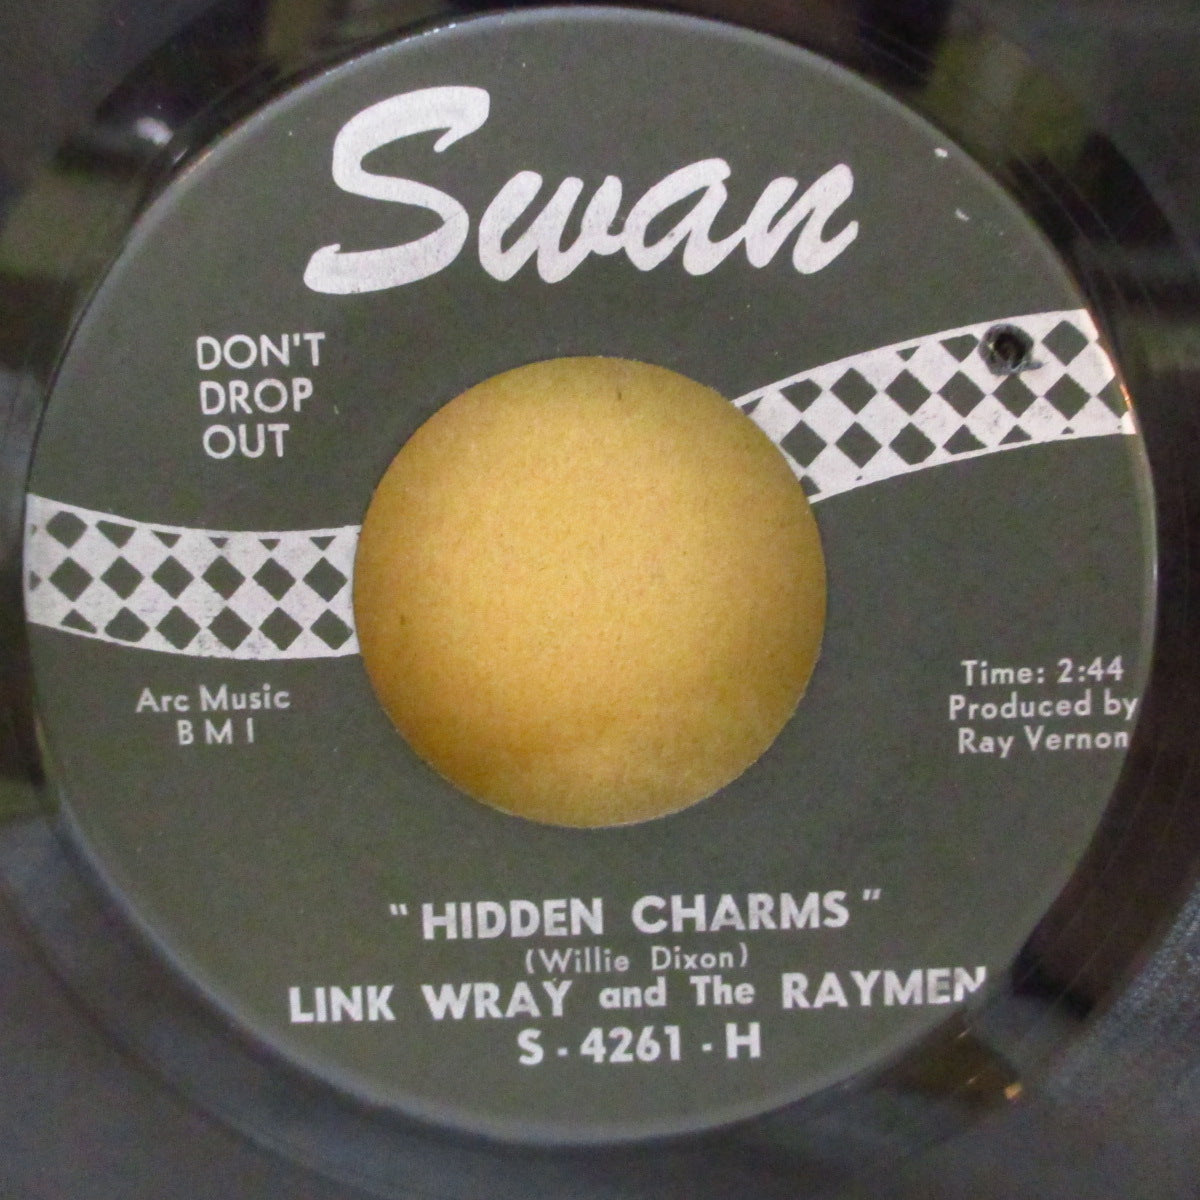 Swan
DON'T
DROP
OUT
Arc Music
B M I
Time: 2:44
Produced by
Ray Vernon
"HIDDEN CHARMS"
(Willie Dixon)
LINK WRAY and The RAYMEN
S - 4261 - H